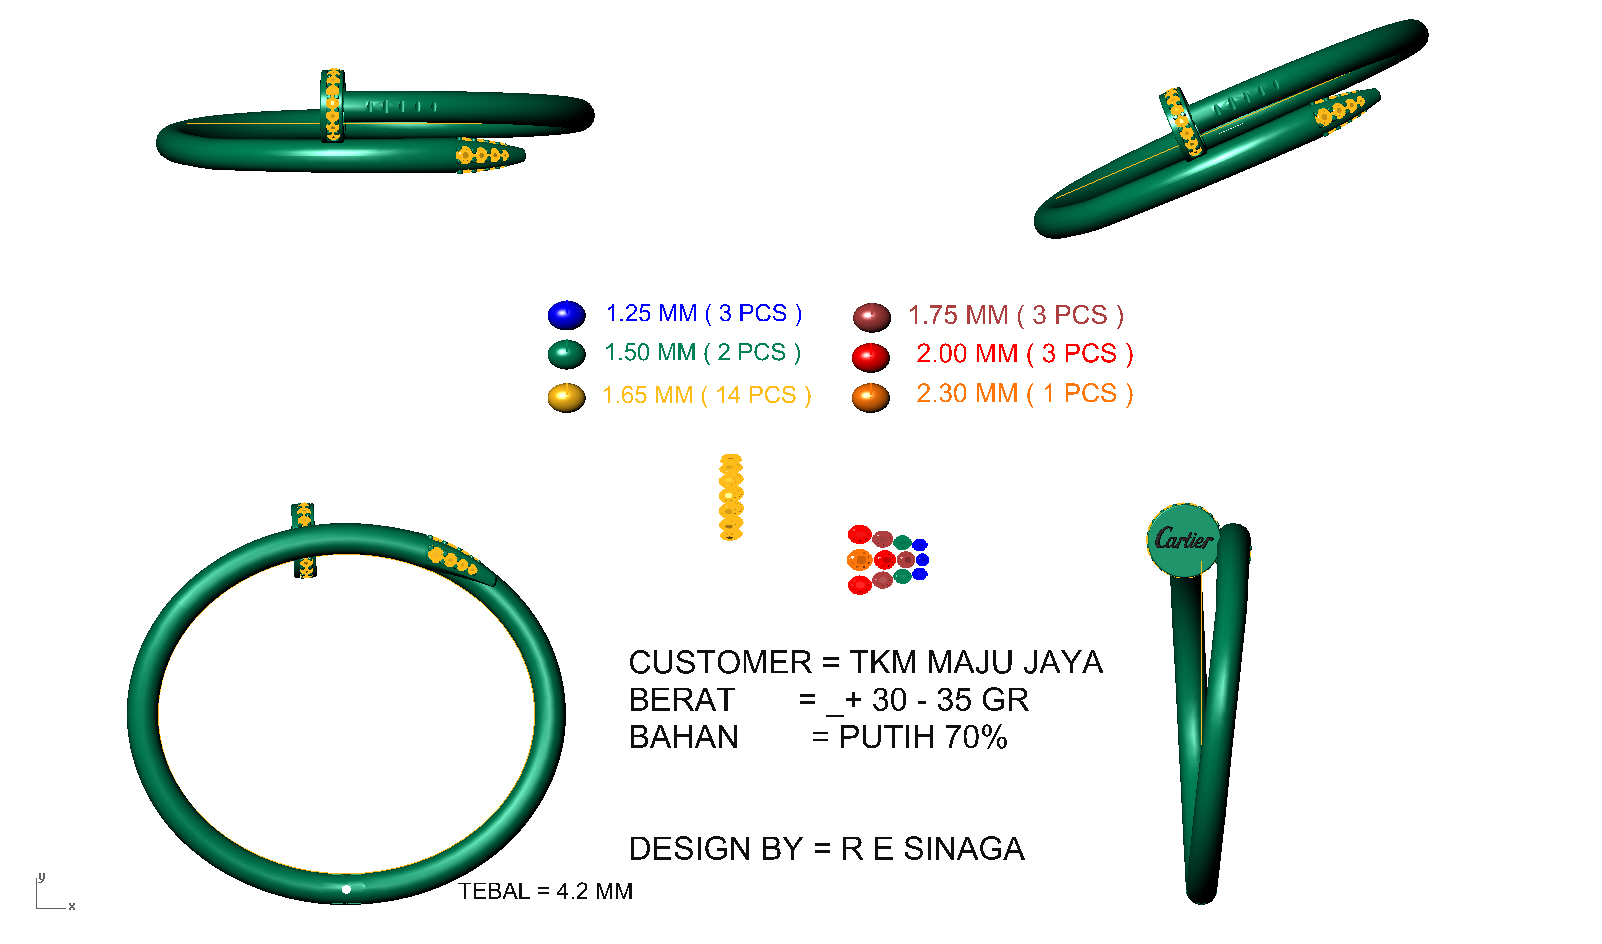 1.25 MM ( 3 PCS )
1.75 MM ( 3 PCS )
1.50 MM ( 2 PCS )
2.00 MM ( 3 PCS )
1.65 MM ( 14 PCS )
2.30 MM ( 1 PCS )
Cartier
CUSTOMER = TKM MAJU JAYA
BERAT = _+ 30 - 35 GR
BAHAN = PUTIH 70%
DESIGN BY = R E SINAGA
TEBAL = 4.2 MM
y
x